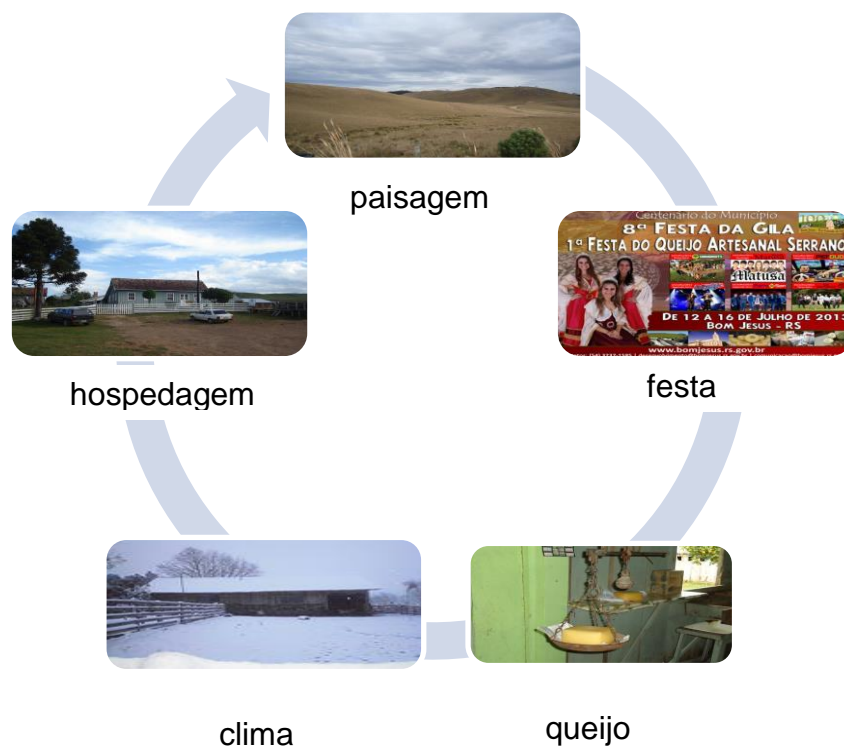 paisagem
Centenário do Município
8ª FESTA DA GILA
1ª FESTA DO QUEIJO ARTESANAL SERRANO
MATUSA
DE 12 A 16 DE JULHO DE 201
BOM JESUS - RS
www.bomjesus.rs.gov.br
hospedagem
festa
clima
queijo